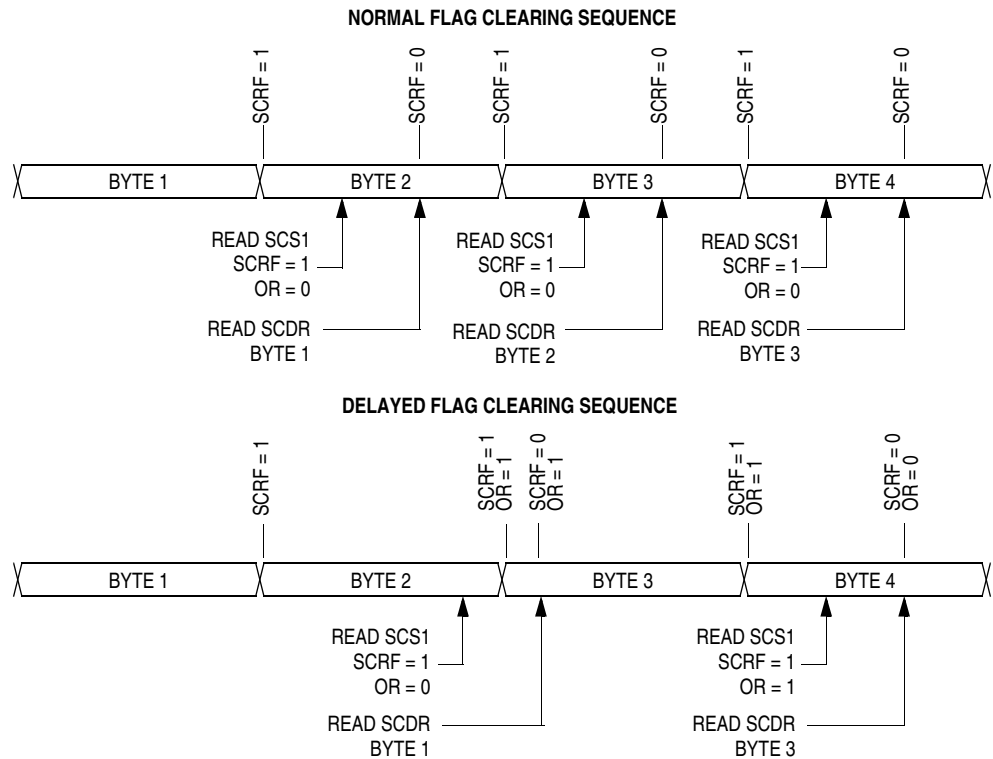 NORMAL FLAG CLEARING SEQUENCE
SCRF = 1
SCRF = 0
SCRF = 1
SCRF = 0
SCRF = 1
SCRF = 0
BYTE 1
BYTE 2
BYTE 3
BYTE 4
READ SCS1
SCRF = 1
OR = 0
READ SCDR
BYTE 1
READ SCS1
SCRF = 1
OR = 0
READ SCDR
BYTE 2
READ SCS1
SCRF = 1
OR = 0
READ SCDR
BYTE 3
DELAYED FLAG CLEARING SEQUENCE
SCRF = 1
SCRF = 1
OR = 1
SCRF = 0
OR = 1
SCRF = 1
OR = 1
SCRF = 0
OR = 0
BYTE 1
BYTE 2
BYTE 3
BYTE 4
READ SCS1
SCRF = 1
OR = 0
READ SCDR
BYTE 1
READ SCS1
SCRF = 1
OR = 1
READ SCDR
BYTE 3